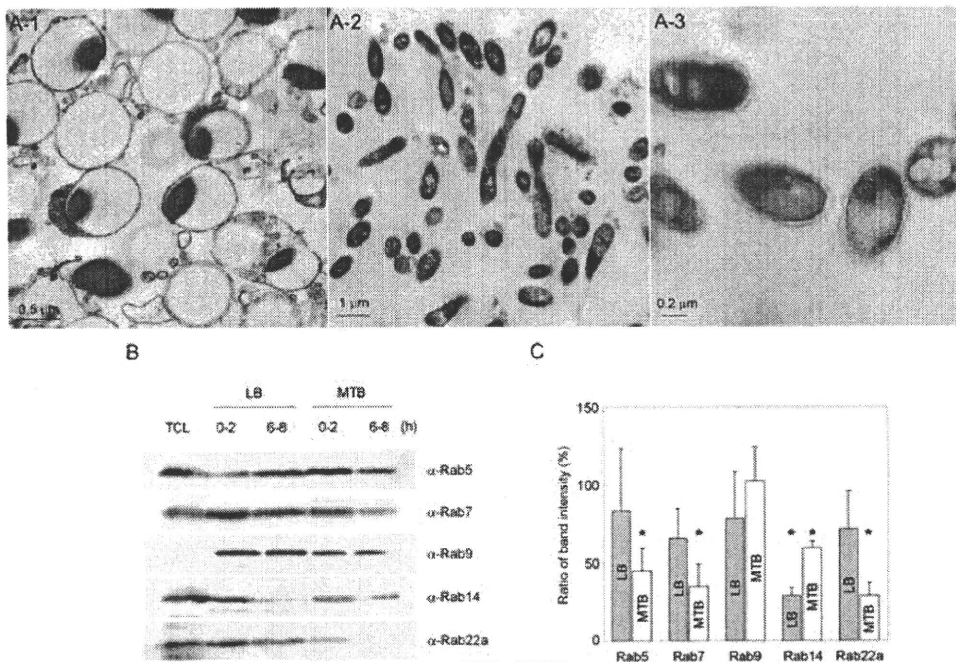 A-1 A-2 A-3
0.5 μm 1 μm 0.2 μm
B C
LB MTB
TCL 0-2 6-8 0-2 6-8 (h)
α-Rab5
α-Rab7
α-Rab9
α-Rab14
α-Rab22a
Ratio of band intensity (%)
150
100
50
0
LB MTB LB MTB LB MTB LB MTB LB MTB
* * * * *
Rab5 Rab7 Rab9 Rab14 Rab22a